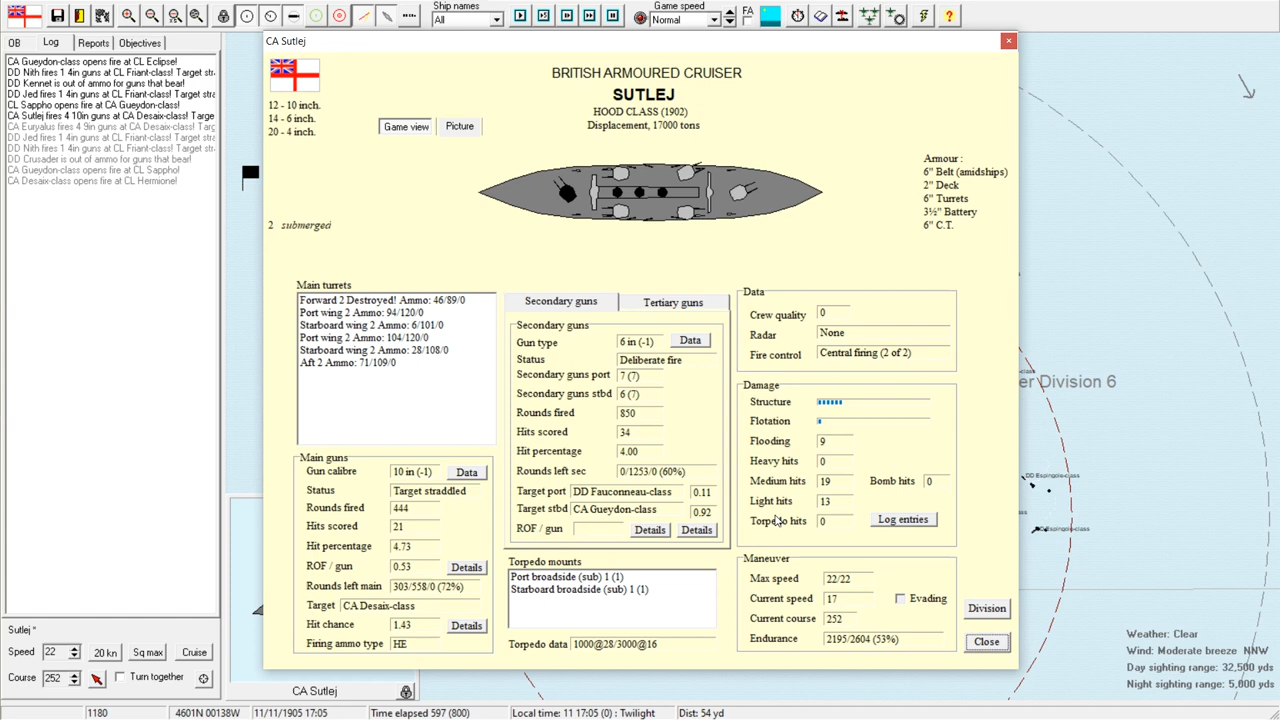 Ship names
Game speed
FA
All
Normal
OB
Log
Reports
Objectives
CA Gueydon-class opens fire at CL Eclipse!
DD Nith fires 1 4in guns at CL Friant-class! Target stra
DD Kennet is out of ammo for guns that bear!
DD Jed fires 1 4in guns at CL Friant-class! Target stra
CL Sappho opens fire at CA Gueydon-class!
CA Sutlej fires 4 10in guns at CA Desaix-class! Target
CA Euryalus fires 4 9in guns at CA Desaix-class! Targ
DD Jed fires 1 4in guns at CL Friant-class! Target stra
DD Nith fires 1 4in guns at CL Friant-class! Target stra
DD Crusader is out of ammo for guns that bear!
CA Gueydon-class opens fire at CL Sappho!
CA Desaix-class opens fire at CL Hermione!
CA Sutlej
BRITISH ARMOURED CRUISER
SUTLEJ
HOOD CLASS (1902)
Displacement, 17000 tons
12 - 10 inch.
14 - 6 inch.
20 - 4 inch.
Game view
Picture
Armour :
6" Belt (amidships)
2" Deck
6" Turrets
3½" Battery
6" C.T.
2 submerged
Main turrets
Forward 2 Destroyed! Ammo: 46/89/0
Port wing 2 Ammo: 94/120/0
Starboard wing 2 Ammo: 6/101/0
Port wing 2 Ammo: 104/120/0
Starboard wing 2 Ammo: 28/108/0
Aft 2 Ammo: 71/109/0
Main guns
Gun calibre 10 in (-1) Data
Status Target straddled
Rounds fired 444
Hits scored 21
Hit percentage 4.73
ROF / gun 0.53 Details
Rounds left main 303/558/0 (72%)
Target CA Desaix-class
Hit chance 1.43 Details
Firing ammo type HE
Secondary guns
Tertiary guns
Secondary guns
Gun type 6 in (-1) Data
Status Deliberate fire
Secondary guns port 7 (7)
Secondary guns stbd 6 (7)
Rounds fired 850
Hits scored 34
Hit percentage 4.00
Rounds left sec 0/1253/0 (60%)
Target port DD Fauconneau-class 0.11
Target stbd CA Gueydon-class 0.92
ROF / gun Details Details
Torpedo mounts
Port broadside (sub) 1 (1)
Starboard broadside (sub) 1 (1)
Torpedo data 1000@28/3000@16
Data
Crew quality 0
Radar None
Fire control Central firing (2 of 2)
Damage
Structure
Flotation
Flooding 9
Heavy hits 0
Medium hits 19 Bomb hits 0
Light hits 13
Torpedo hits 0 Log entries
Maneuver
Max speed 22/22
Current speed 17 Evading
Current course 252
Endurance 2195/2604 (53%)
Division
Close
er Division 6
DD Espingole-class
Espingole-class
Sutlej *
Speed 22 20 kn Sq max Cruise
Course 252 Turn together
CA Sutlej
Weather: Clear
Wind: Moderate breeze NNW
Day sighting range: 32,500 yds
Night sighting range: 5,000 yds
1180
4601N 00138W
11/11/1905 17:05
Time elapsed 597 (800)
Local time: 11 17:05 (0) : Twilight
Dist: 54 yd